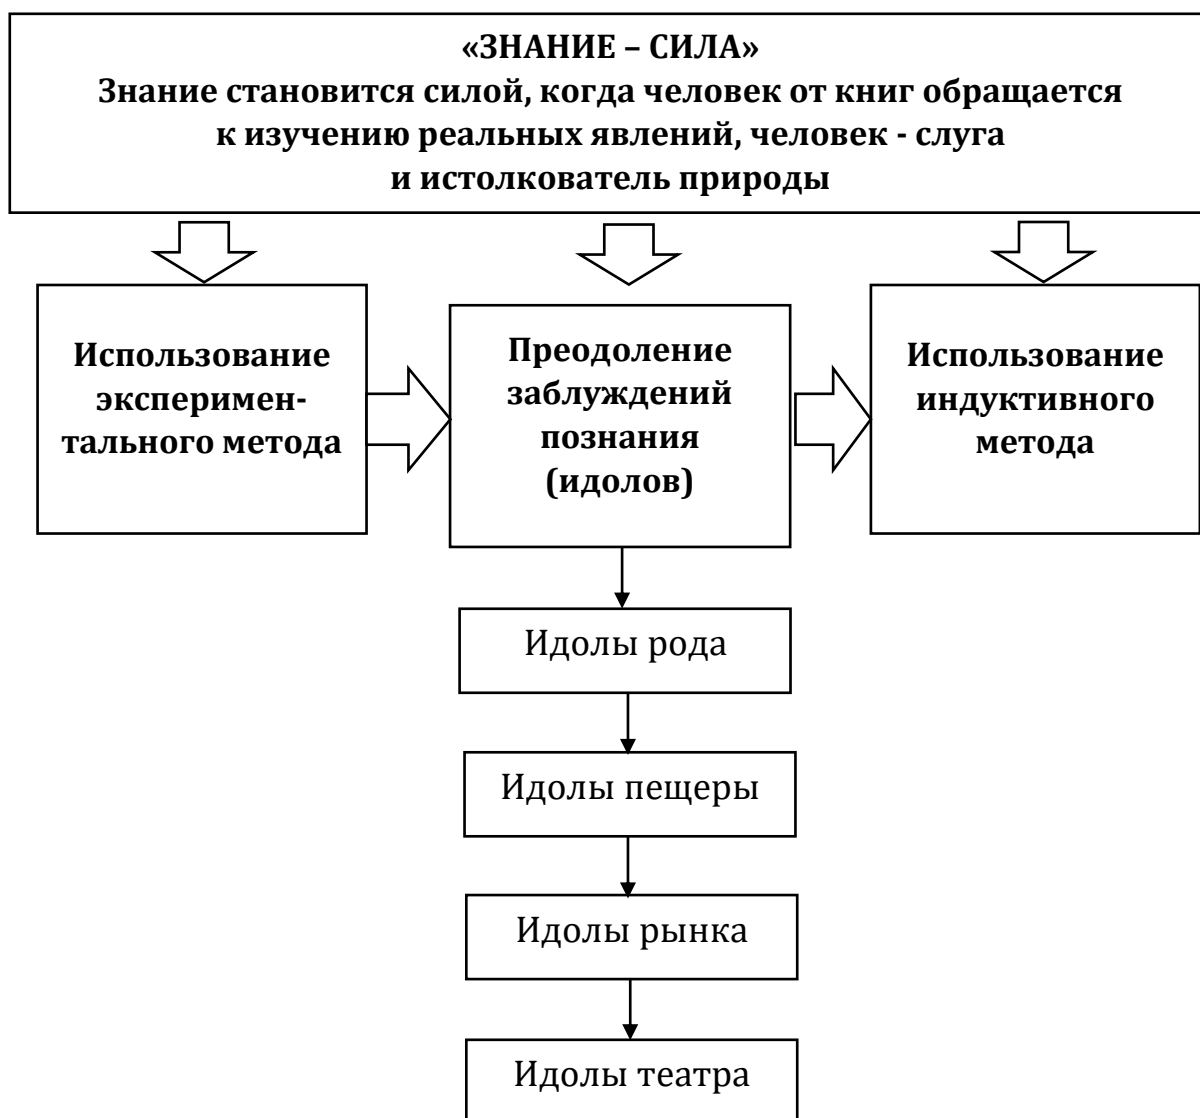 «ЗНАНИЕ – СИЛА»
Знание становится силой, когда человек от книг обращается
к изучению реальных явлений, человек - слуга
и истолкователь природы
Использование
эксперимен-
тального метода
Преодоление
заблуждений
познания
(идолов)
Использование
индуктивного
метода
Идолы рода
Идолы пещеры
Идолы рынка
Идолы театра